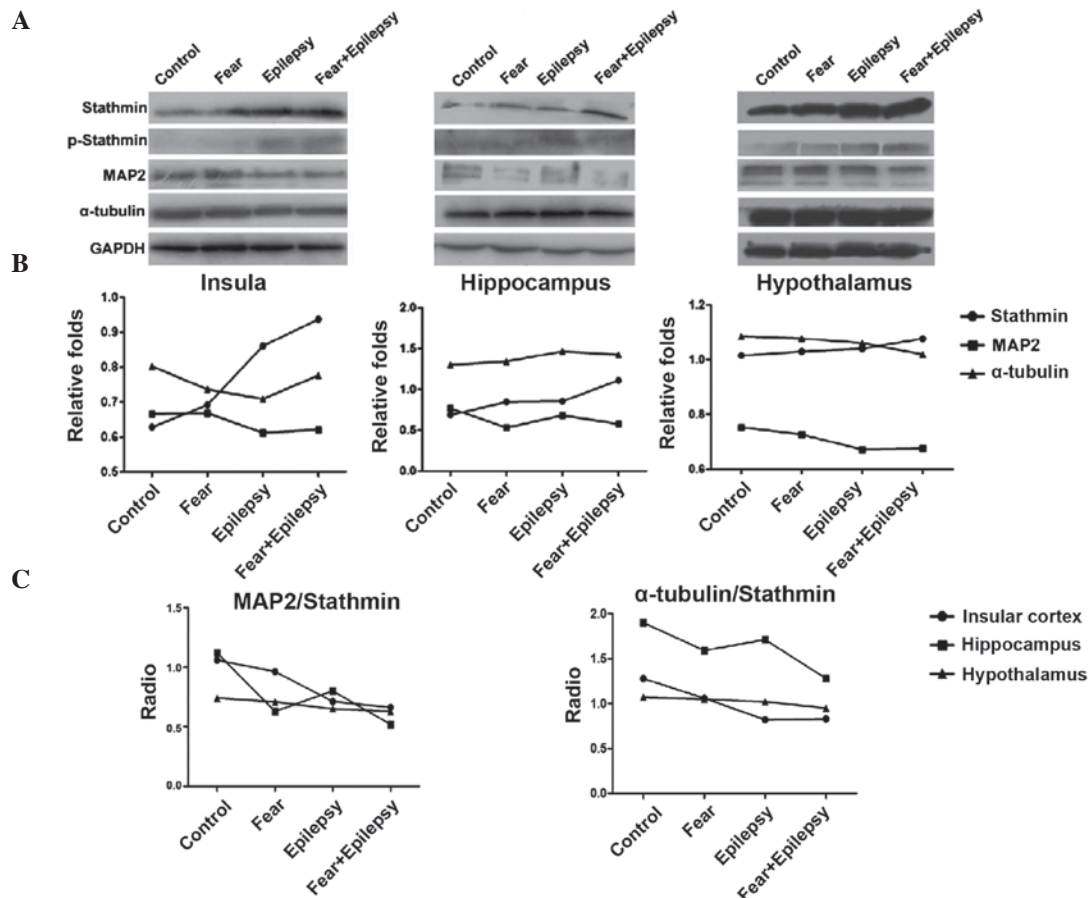 A
Control Fear Epilepsy Fear+Epilepsy
Control Fear Epilepsy Fear+Epilepsy
Control Fear Epilepsy Fear+Epilepsy
Stathmin
p-Stathmin
MAP2
α-tubulin
GAPDH
B
Insula
Relative folds
1.0
0.9
0.8
0.7
0.6
0.5
Control Fear Epilepsy Fear+Epilepsy
Hippocampus
Relative folds
2.0
1.5
1.0
0.5
0.0
Control Fear Epilepsy Fear+Epilepsy
Hypothalamus
Relative folds
1.2
1.0
0.8
0.6
Control Fear Epilepsy Fear+Epilepsy
Stathmin
MAP2
α-tubulin
C
MAP2/Stathmin
Radio
1.5
1.0
0.5
0.0
Control Fear Epilepsy Fear+Epilepsy
α-tubulin/Stathmin
Radio
2.0
1.5
1.0
0.5
0.0
Control Fear Epilepsy Fear+Epilepsy
Insular cortex
Hippocampus
Hypothalamus